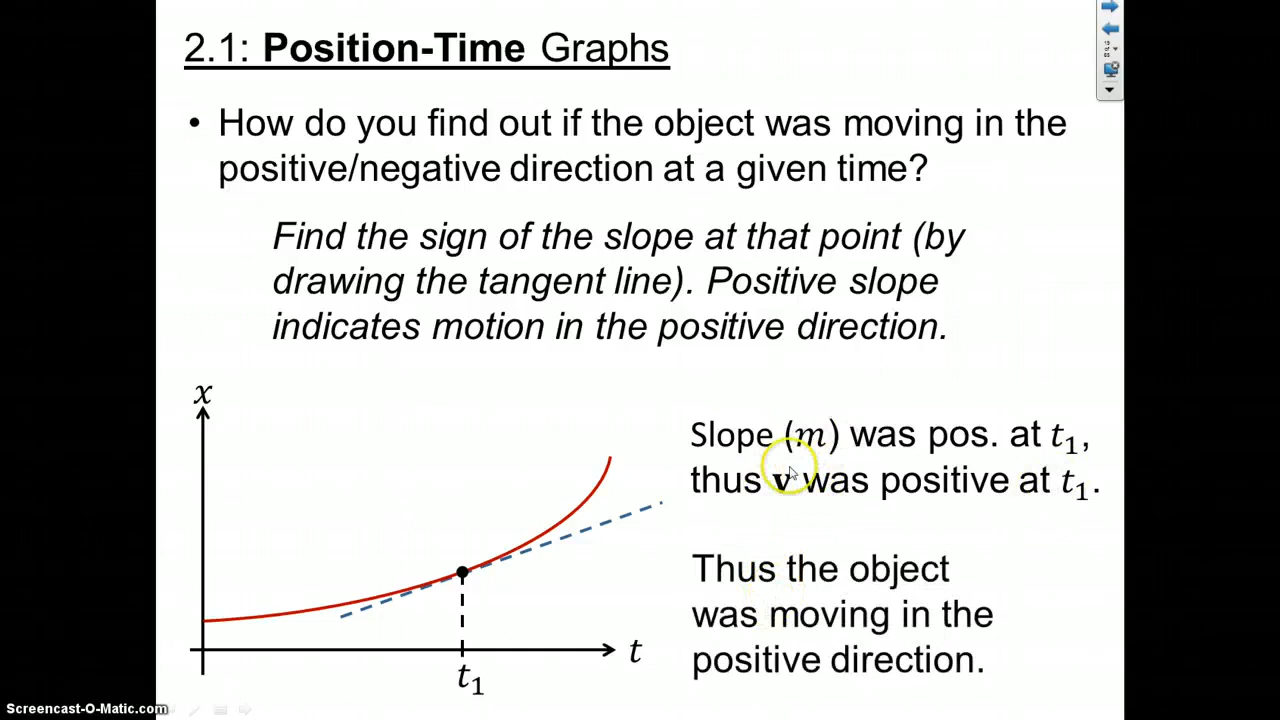 2.1: Position-Time Graphs
• How do you find out if the object was moving in the
positive/negative direction at a given time?
Find the sign of the slope at that point (by
drawing the tangent line). Positive slope
indicates motion in the positive direction.
x
Slope (m) was pos. at t₁,
thus v was positive at t₁.
Thus the object
was moving in the
positive direction.
t
t₁
Screencast-O-Matic.com